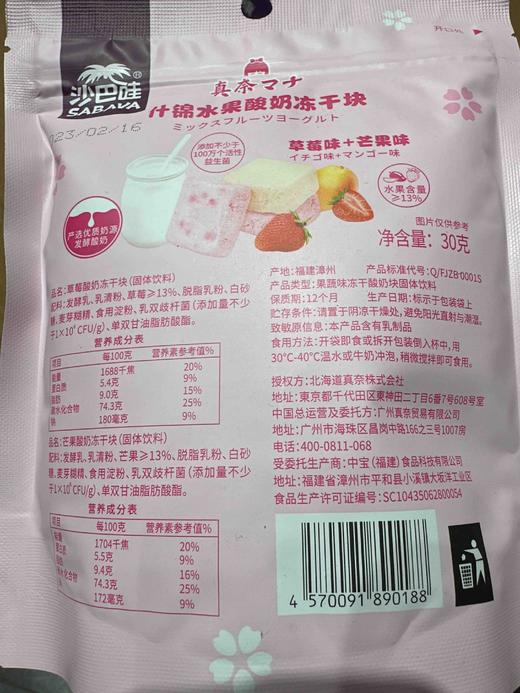 开口处
沙巴哇®
SABAVA
023/02/16
真奈マナ
什锦水果酸奶冻干块
ミックスフルーツヨーグルト
添加不少于
100万个活性
益生菌
草莓味+芒果味
イチゴ味+マンゴー味
水果含量
≥13%
严选优质奶源
发酵酸奶
图片仅供参考
净含量：30克
品名：草莓酸奶冻干块（固体饮料）
配料：发酵乳、乳清粉、草莓≥13%、脱脂乳粉、白砂
糖、麦芽糊精、食用淀粉、乳双歧杆菌（添加量不少
于1×10⁶ CFU/g）、单双甘油脂肪酸酯。
营养成分表
项目 每100克 营养素参考值%
能量 1688千焦 20%
蛋白质 5.4克 9%
脂肪 9.0克 15%
碳水化合物 74.3克 25%
钠 180毫克 9%
品名：芒果酸奶冻干块（固体饮料）
配料：发酵乳、乳清粉、芒果≥13%、脱脂乳粉、白砂
糖、麦芽糊精、食用淀粉、乳双歧杆菌（添加量不少
于1×10⁶ CFU/g）、单双甘油脂肪酸酯。
营养成分表
项目 每100克 营养素参考值%
能量 1704千焦 20%
蛋白质 5.5克 9%
脂肪 9.4克 16%
碳水化合物 74.3克 25%
172毫克 9%
产地：福建漳州 产品标准代号：Q/FJZB 0001S
产品类型：果蔬味冻干酸奶块固体饮料
保质期：12个月 生产日期：标示于包装袋上
贮存条件：请置于阴凉干燥处，避免阳光直射与潮湿。
致敏原信息：本产品含有乳制品
食用方法：开袋即食或拆开包装倒入杯中，用
30℃-40℃温水或牛奶冲泡，稍微搅拌即可食用。
授权方：北海道真奈株式会社
地址：東京都千代田区東神田二丁目6番7号608号室
中国总运营及委托方：广州真奈贸易有限公司
地址：广州市海珠区昌岗中路166之三号1007房
电话：400-0811-068
受委托生产商：中宝（福建）食品科技有限公司
地址：福建省漳州市平和县小溪镇大坂洋工业区
食品生产许可证编号：SC10435062800054
4 570091 890188